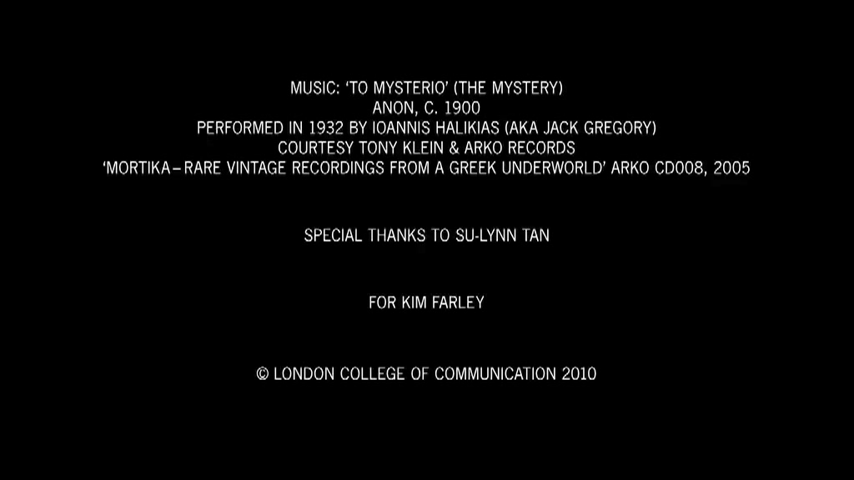 MUSIC: ‘TO MYSTERIO’ (THE MYSTERY)
ANON, C. 1900
PERFORMED IN 1932 BY IOANNIS HALIKIAS (AKA JACK GREGORY)
COURTESY TONY KLEIN & ARKO RECORDS
‘MORTIKA – RARE VINTAGE RECORDINGS FROM A GREEK UNDERWORLD’ ARKO CD008, 2005
SPECIAL THANKS TO SU-LYNN TAN
FOR KIM FARLEY
© LONDON COLLEGE OF COMMUNICATION 2010